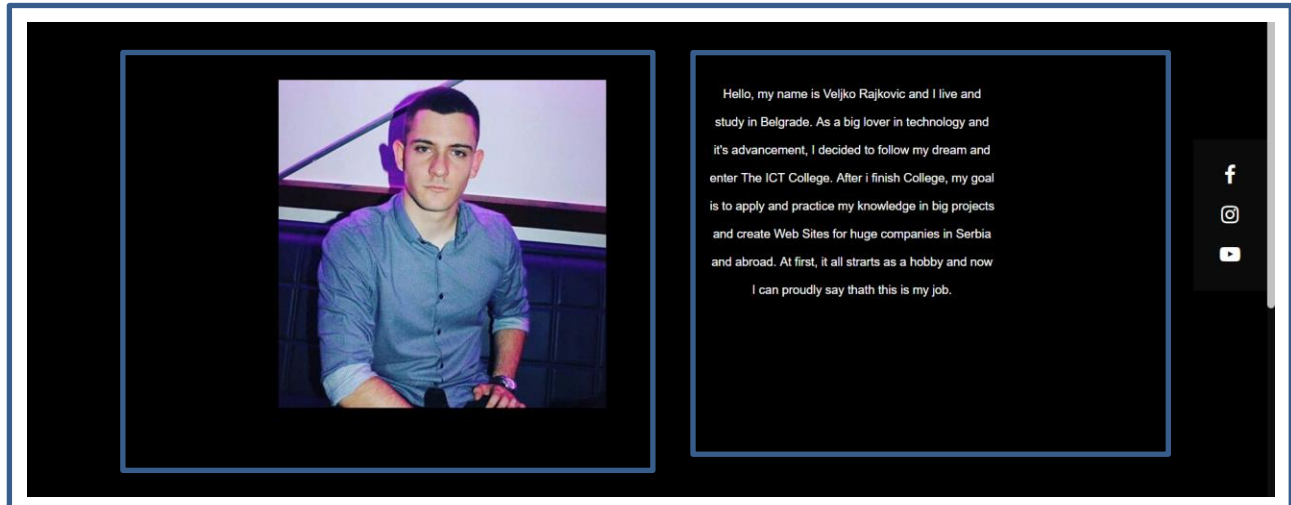 Hello, my name is Veljko Rajkovic and I live and
study in Belgrade. As a big lover in technology and
it's advancement, I decided to follow my dream and
enter The ICT College. After i finish College, my goal
is to apply and practice my knowledge in big projects
and create Web Sites for huge companies in Serbia
and abroad. At first, it all strarts as a hobby and now
I can proudly say thath this is my job.